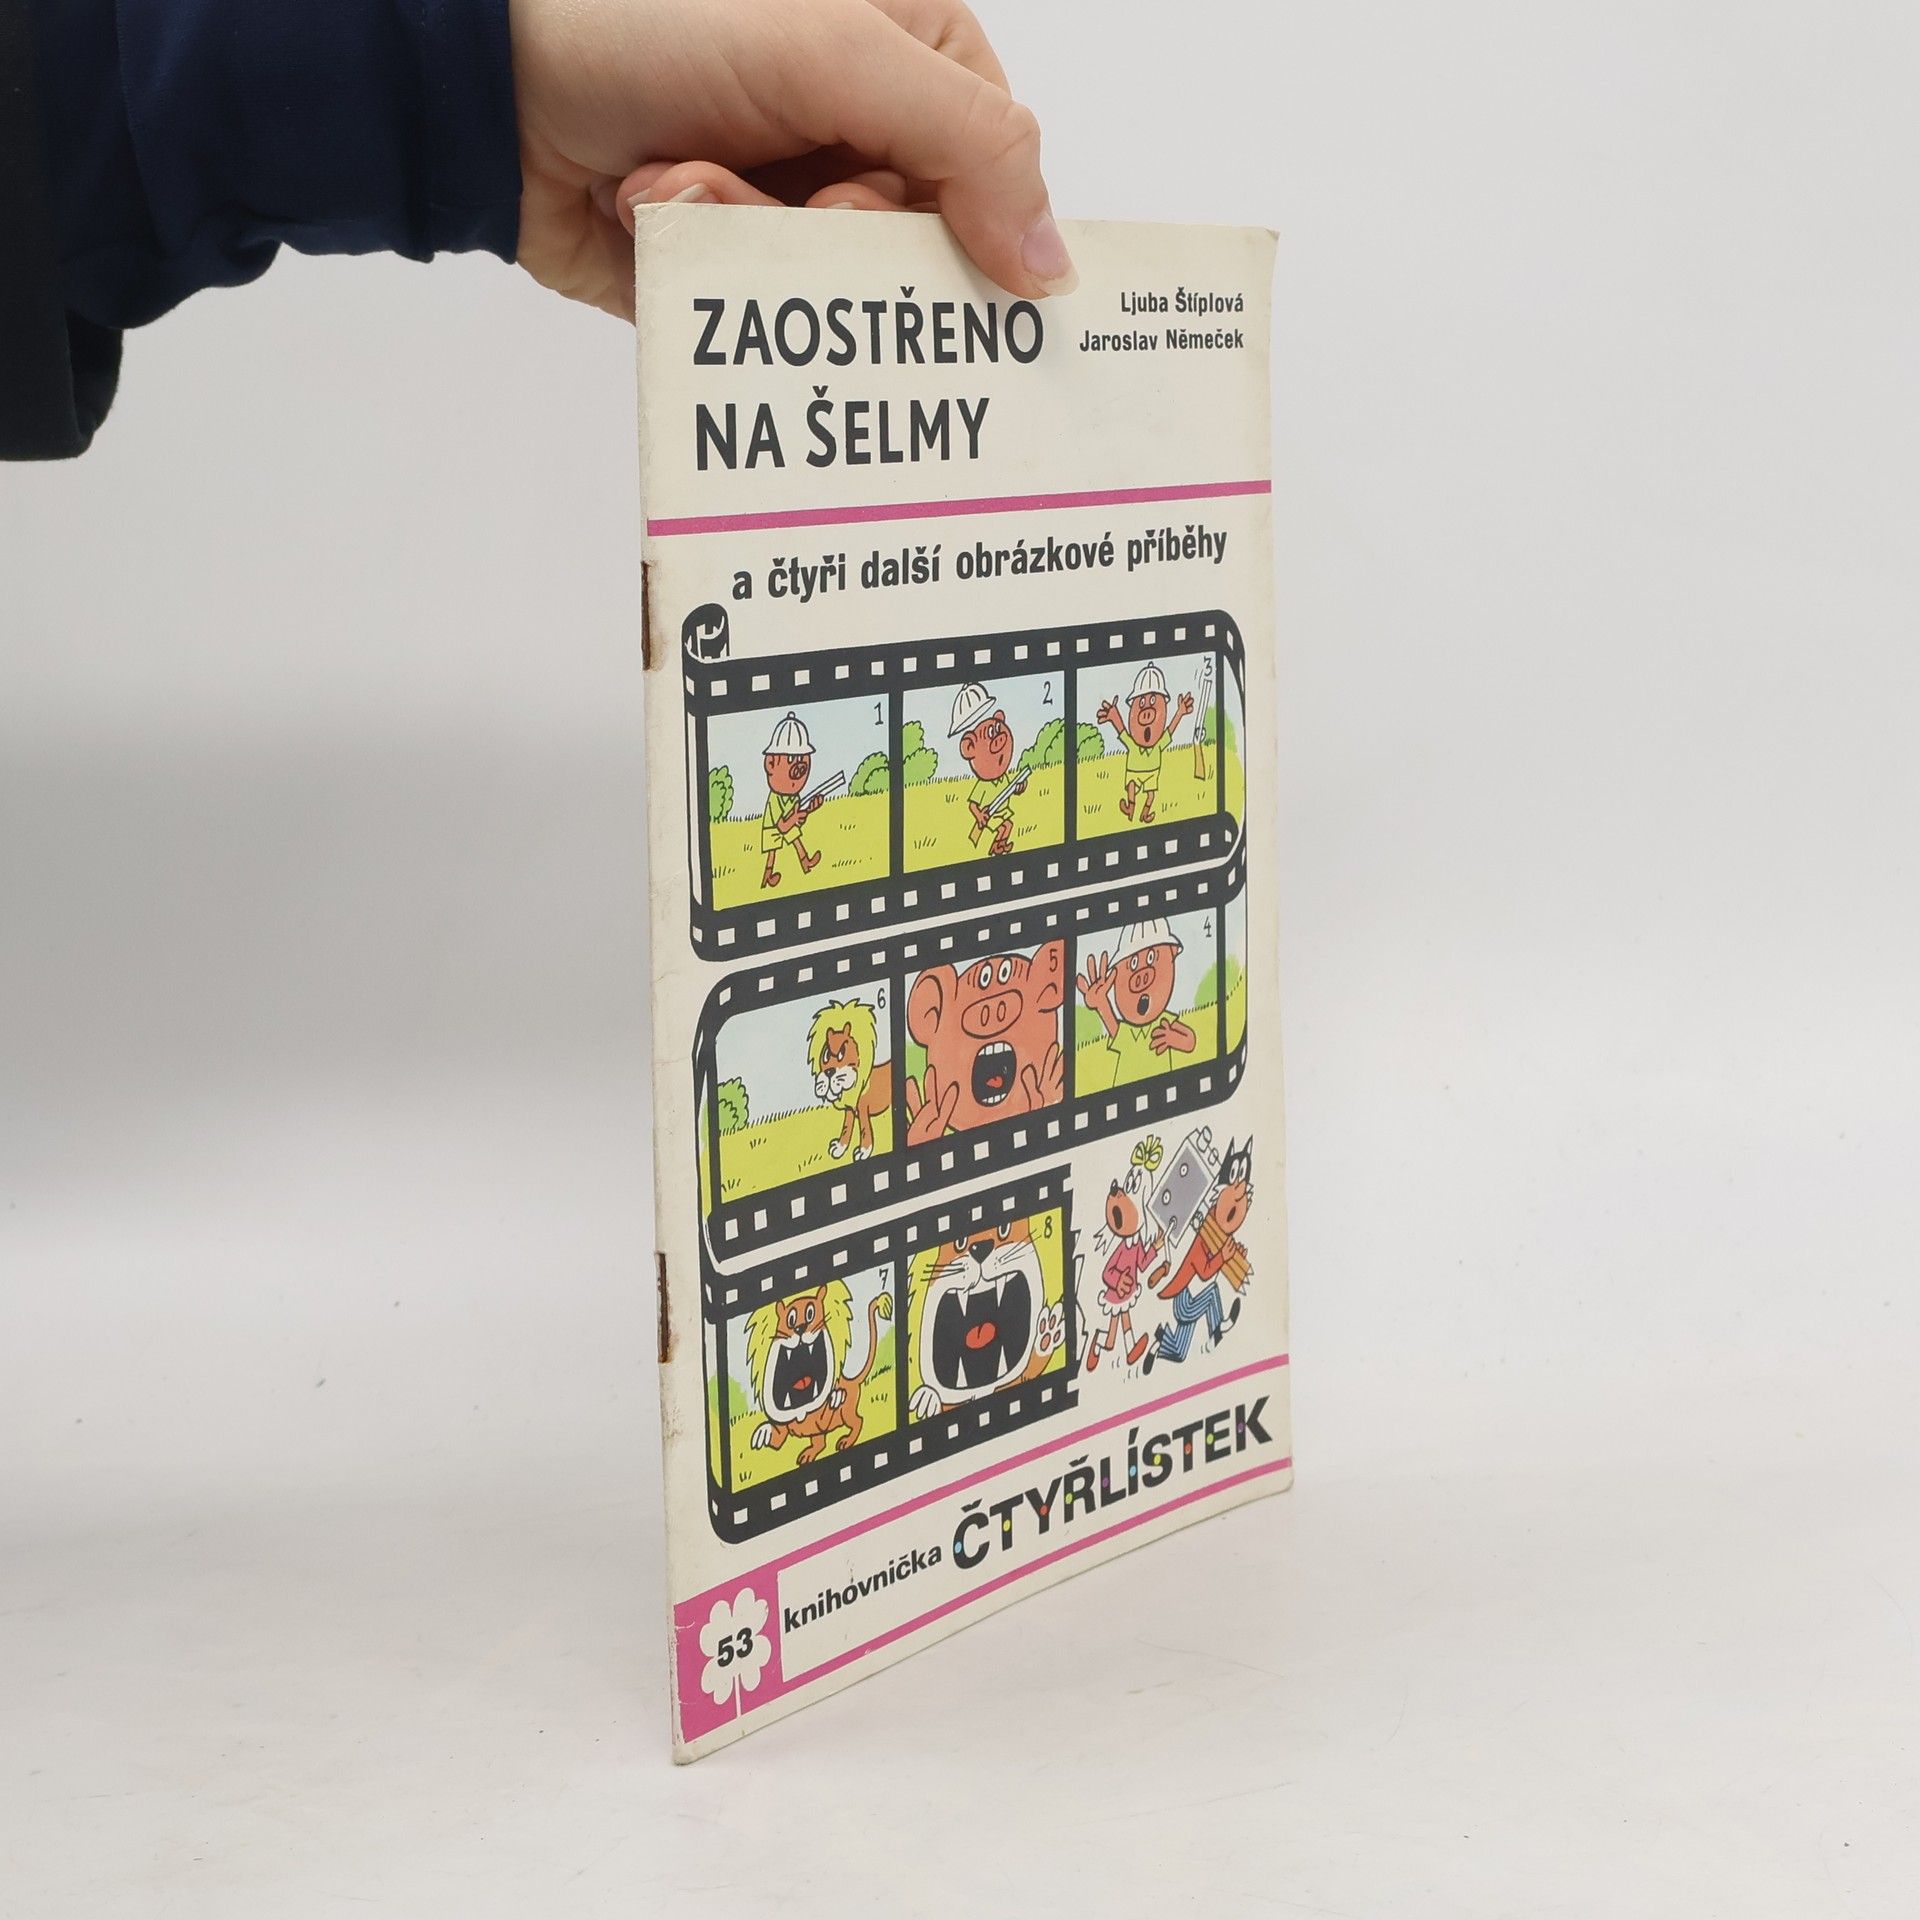 ZAOSTŘENO
NA ŠELMY
Ljuba Štíplová
Jaroslav Němeček
a čtyři další obrázkové příběhy
1
2
3
6
5
4
7
8
53
knihovnička ČTYŘLÍSTEK